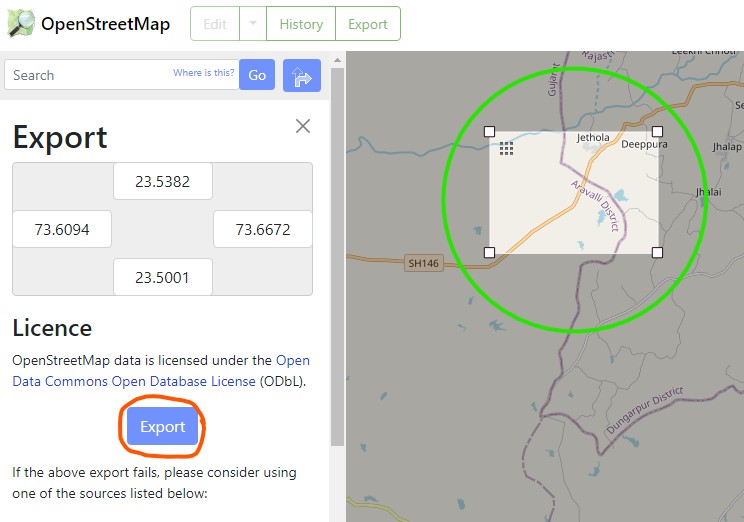 OpenStreetMap
Edit
History
Export
Search
Where is this?
Go
Export
23.5382
73.6094
73.6672
23.5001
Licence
OpenStreetMap data is licensed under the Open
Data Commons Open Database License (ODbL).
Export
If the above export fails, please consider using
one of the sources listed below:
Rajasth
Leekhi Chhoti
Gujarat
Jethola
Deeppura
Jhalap
Jhalai
Aravalli District
SH146
Dungarpur District